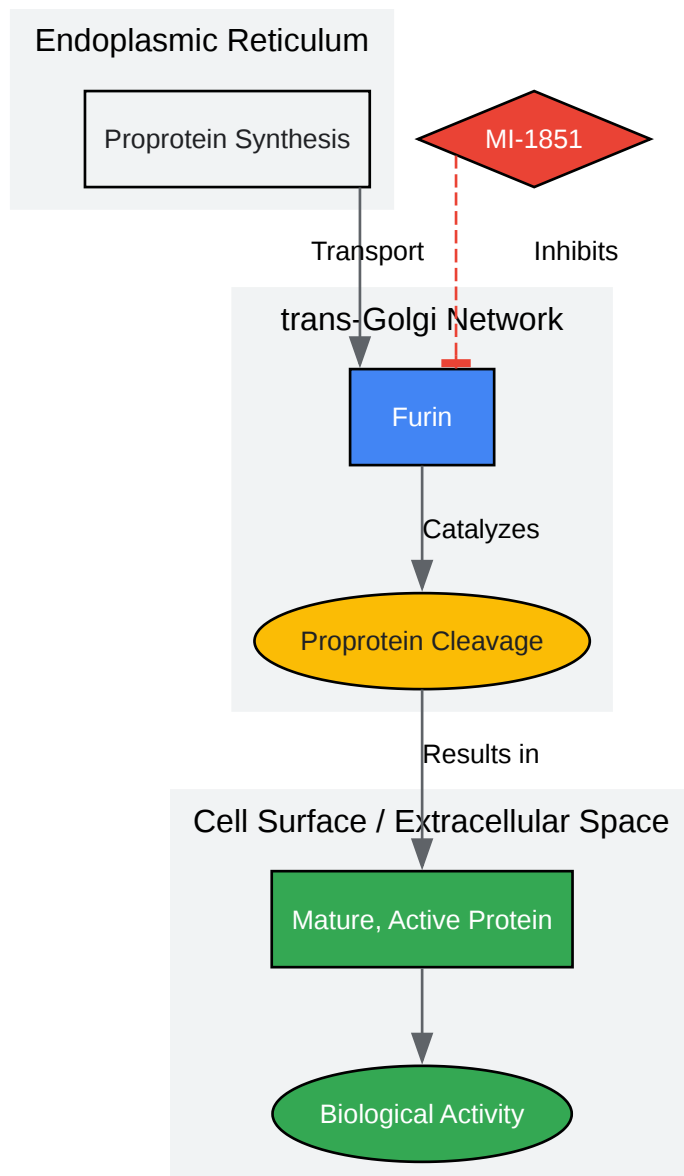 Endoplasmic Reticulum
Proprotein Synthesis
MI-1851
Transport
Inhibits
trans-Golgi Network
Furin
Catalyzes
Proprotein Cleavage
Results in
Cell Surface / Extracellular Space
Mature, Active Protein
Biological Activity